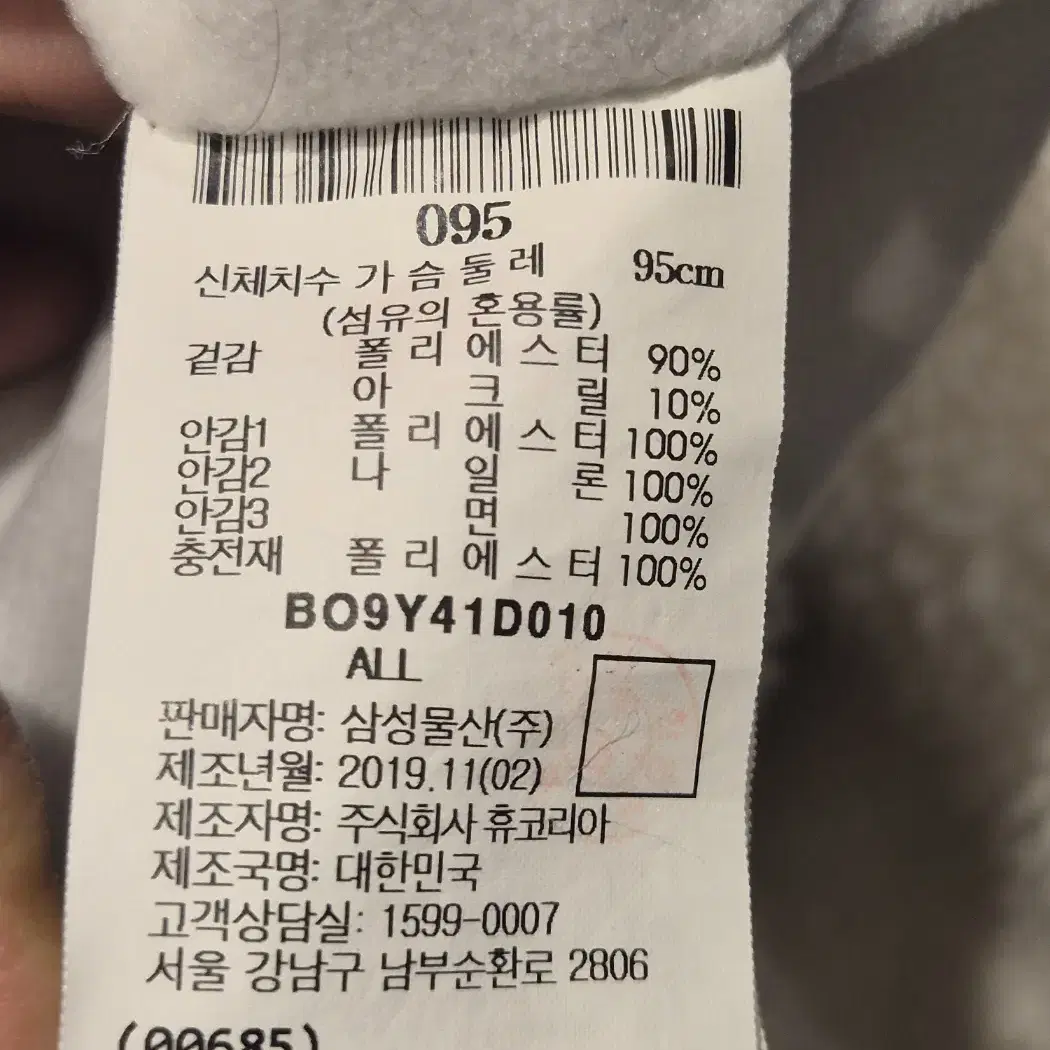 095
신체치수 가슴둘레 95cm
(섬유의 혼용률)
겉감 폴리에스터 90%
아크릴 10%
안감1 폴리에스터 100%
안감2 나일론 100%
안감3 면 100%
충전재 폴리에스터 100%
BO9Y41D010
ALL
판매자명: 삼성물산(주)
제조년월: 2019.11(02)
제조자명: 주식회사 휴코리아
제조국명: 대한민국
고객상담실: 1599-0007
서울 강남구 남부순환로 2806
(00685)